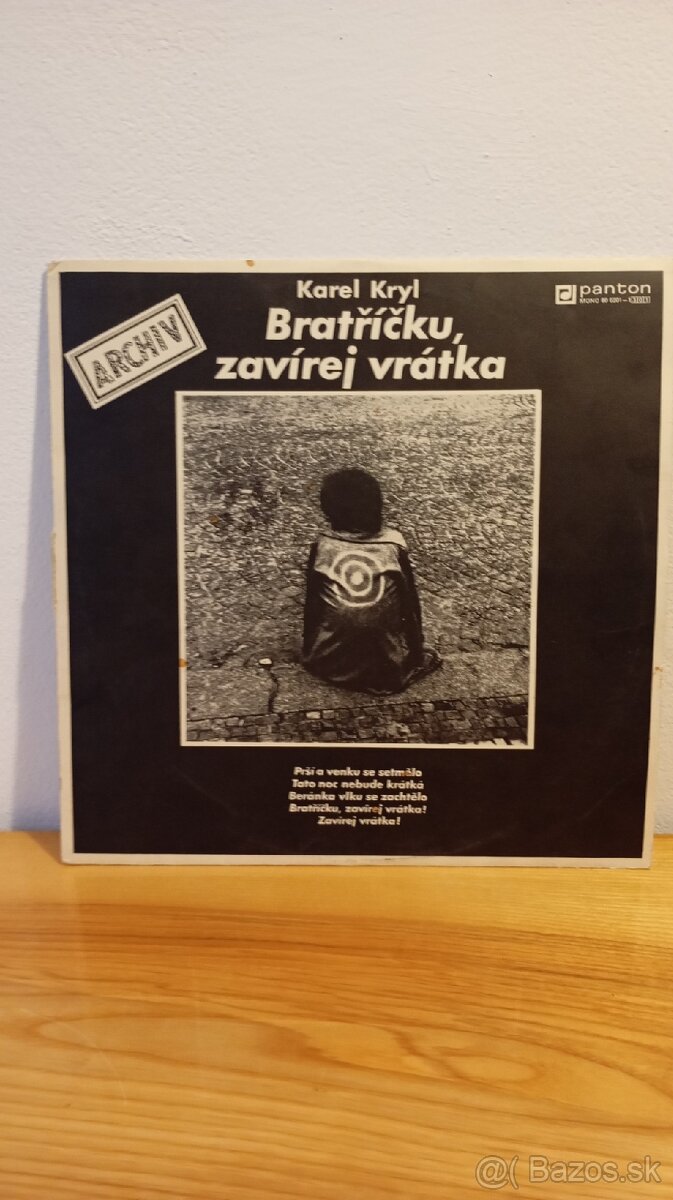 Karel Kryl
Bratříčku,
zavírej vrátka
ARCHIV
panton
MONO
Prší a venku se setmělo
Tato noc nebude krátká
Beránka vlku se zachtělo
Bratříčku, zavírej vrátka!
Zavírej vrátka!
@( Bazos.sk